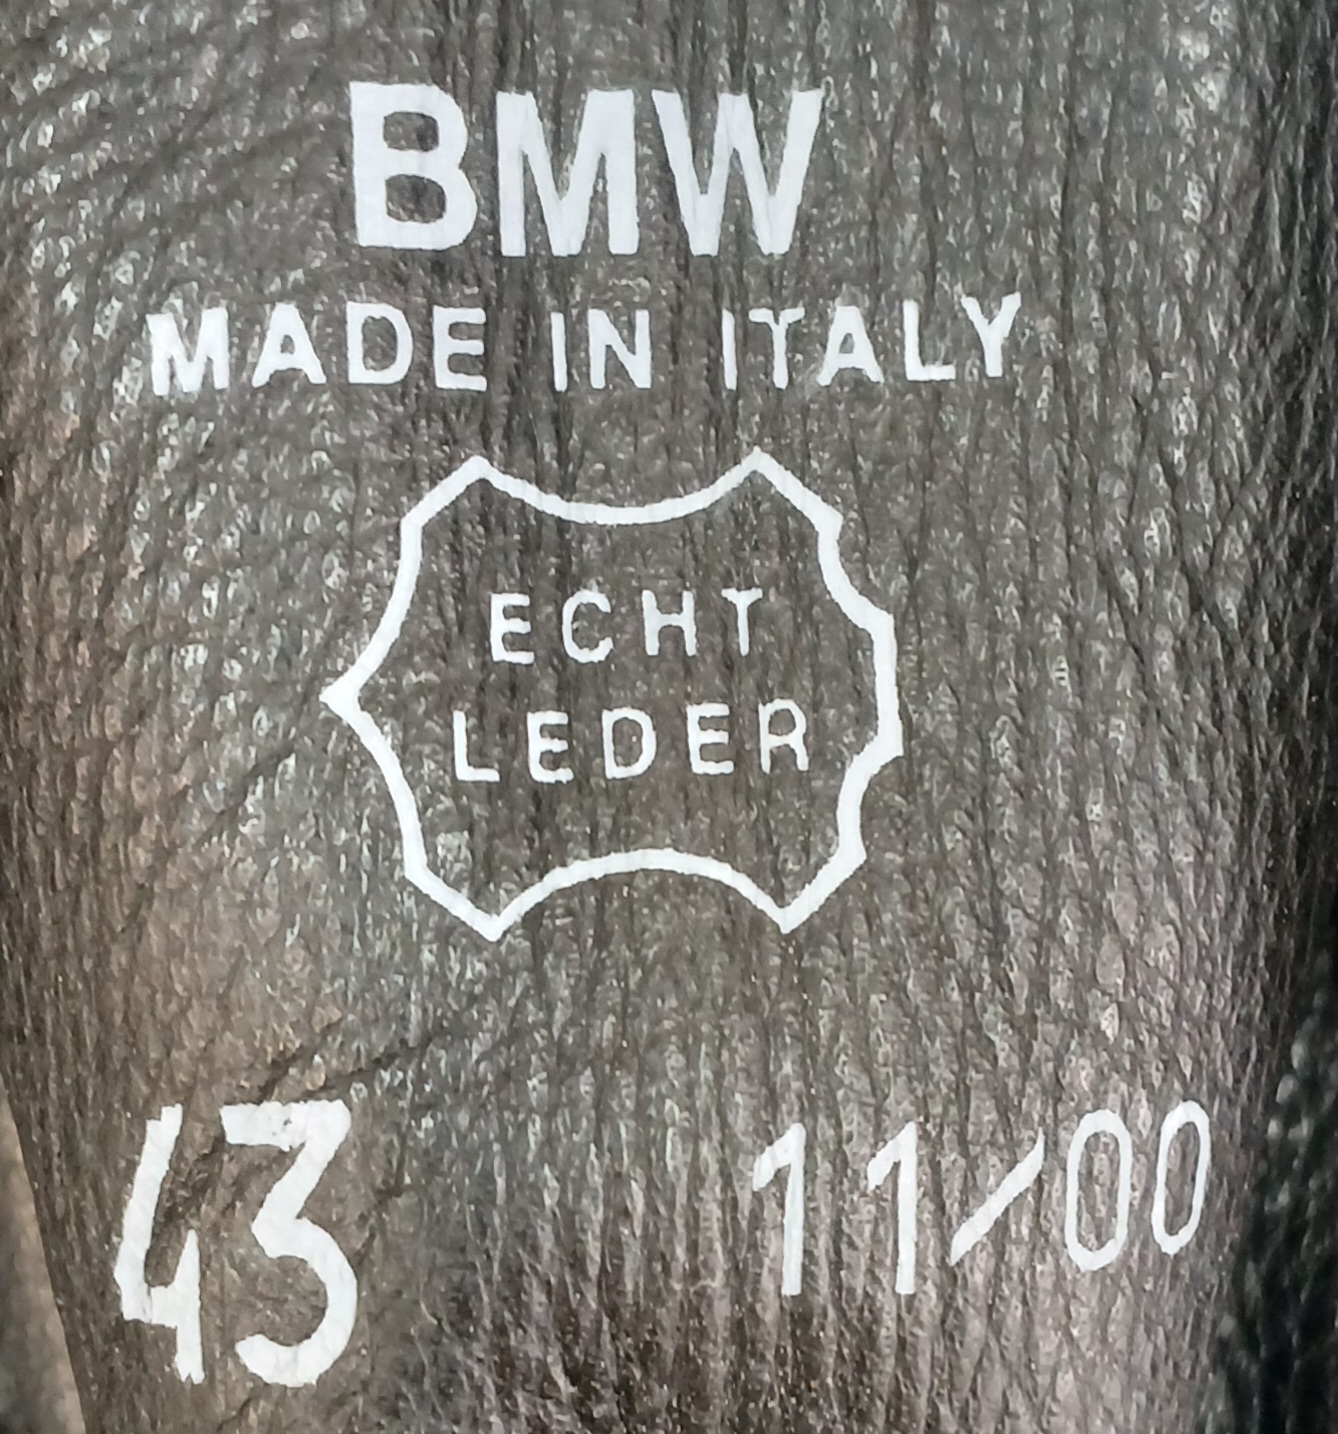 BMW
MADE IN ITALY
ECHT
LEDER
43 11/00